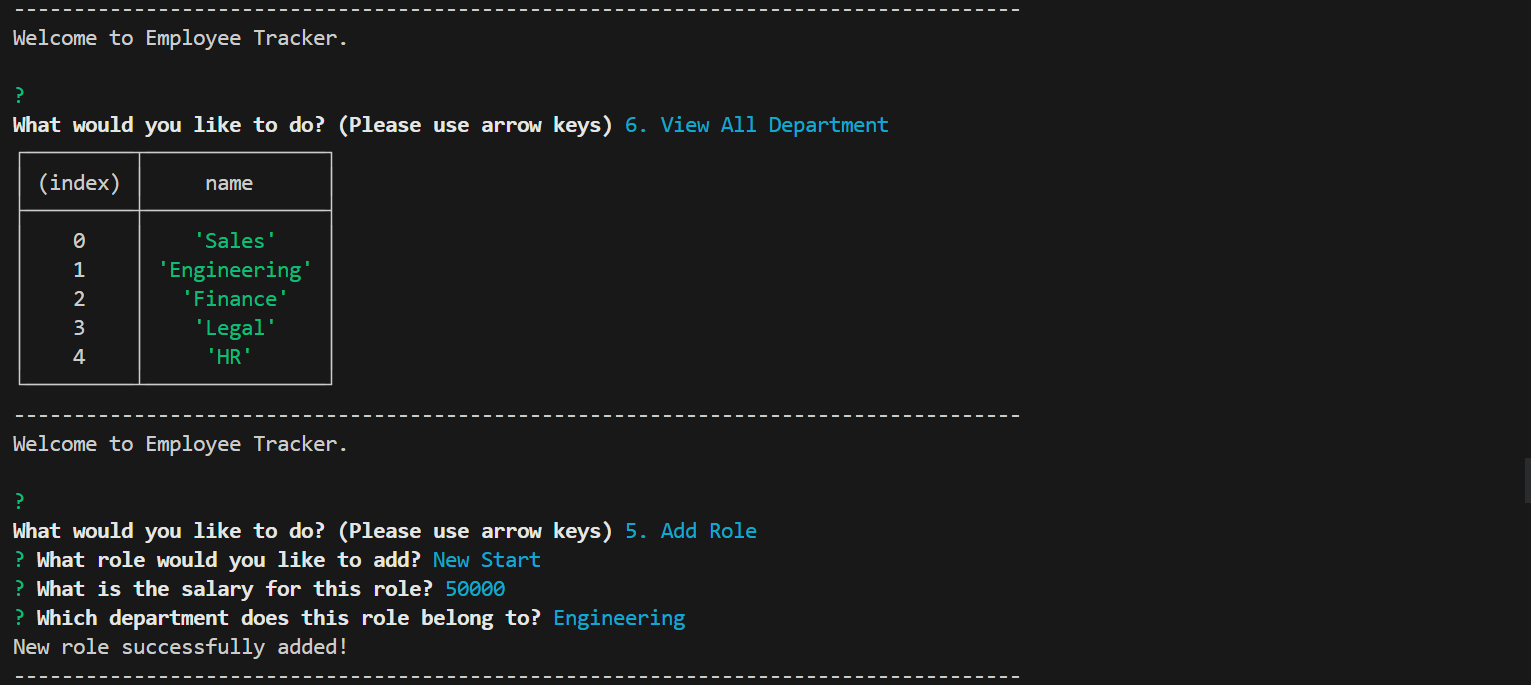 --------------------------------------------------------------------------------
Welcome to Employee Tracker.
?
What would you like to do? (Please use arrow keys) 6. View All Department
(index) name
0 'Sales'
1 'Engineering'
2 'Finance'
3 'Legal'
4 'HR'
--------------------------------------------------------------------------------
Welcome to Employee Tracker.
?
What would you like to do? (Please use arrow keys) 5. Add Role
? What role would you like to add? New Start
? What is the salary for this role? 50000
? Which department does this role belong to? Engineering
New role successfully added!
--------------------------------------------------------------------------------